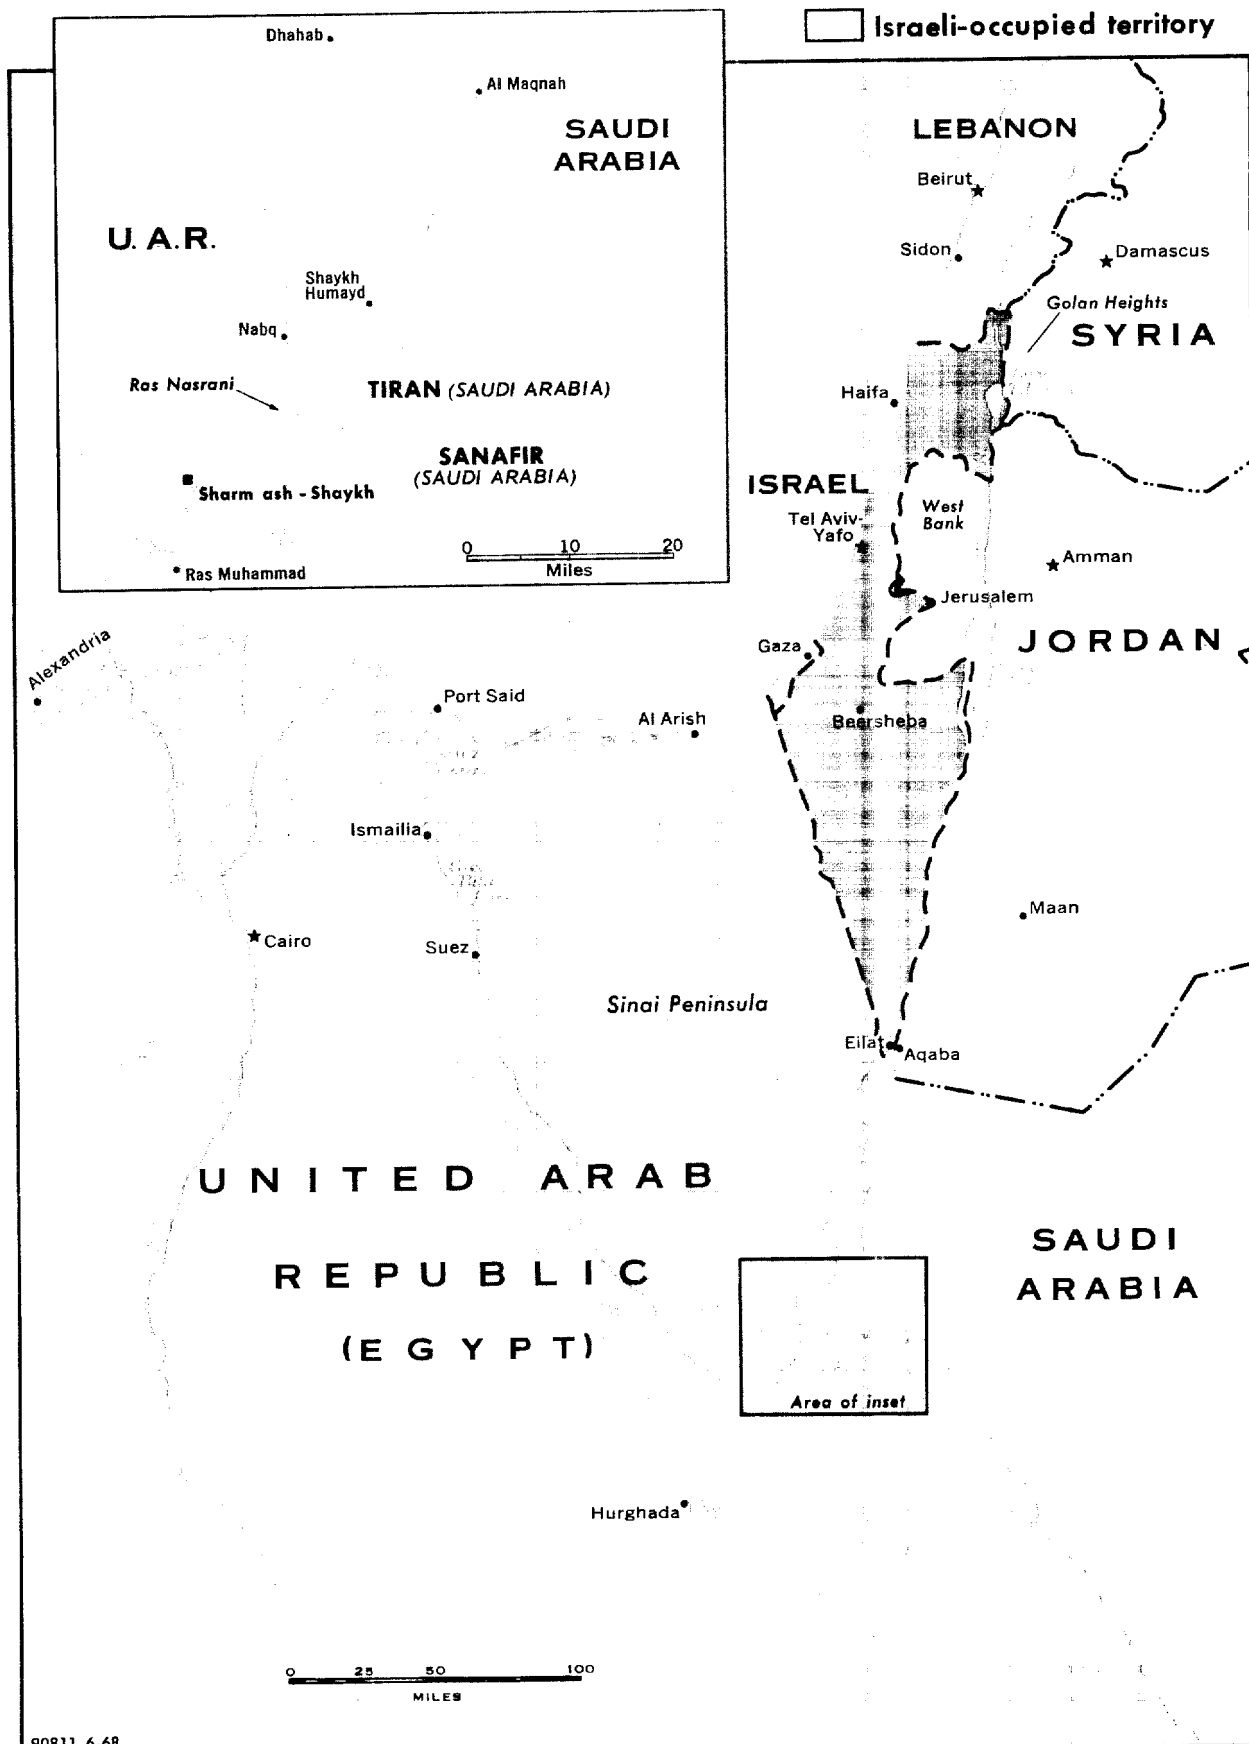 Israeli-occupied territory
Dhahab
Al Maqnah
SAUDI
ARABIA
U.A.R.
Shaykh
Humayd
Nabq
Ras Nasrani
TIRAN (SAUDI ARABIA)
SANAFIR
(SAUDI ARABIA)
Sharm ash-Shaykh
0 10 20
Miles
Ras Muhammad
LEBANON
Beirut
Sidon
Damascus
Golan Heights
SYRIA
Haifa
ISRAEL
West
Bank
Tel Aviv-
Yafo
Amman
Jerusalem
JORDAN
Gaza
Alexandria
Port Said
Al Arish
Beersheba
Ismailia
Maan
Cairo
Suez
Sinai Peninsula
Eilat
Aqaba
UNITED ARAB
REPUBLIC
(EGYPT)
SAUDI
ARABIA
Area of inset
Hurghada
0 25 50 100
MILES
90811 6-68